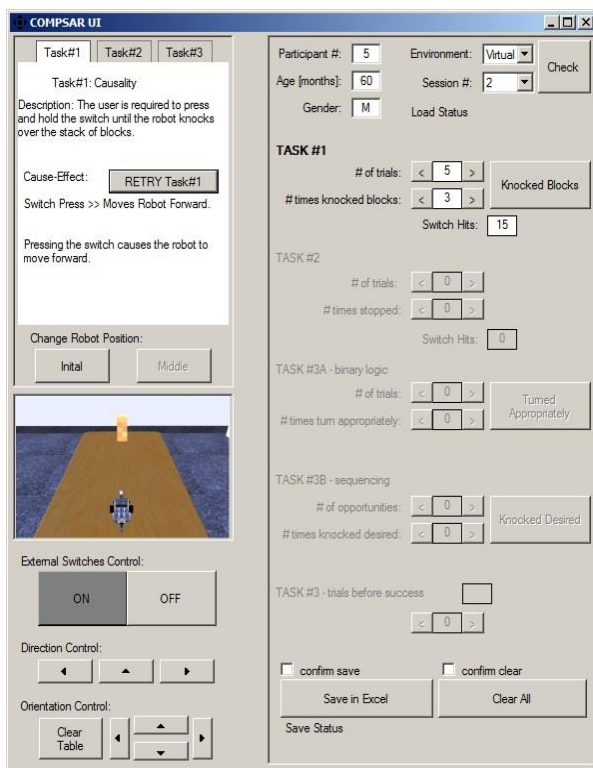 COMPSAR UI
Task#1 Task#2 Task#3
Task#1: Causality
Description: The user is required to press
and hold the switch until the robot knocks
over the stack of blocks.
Cause-Effect: RETRY Task#1
Switch Press >> Moves Robot Forward.
Pressing the switch causes the robot to
move forward.
Change Robot Position:
Inital Middle
External Switches Control:
ON OFF
Direction Control:
Orientation Control:
Clear
Table
Participant #: 5 Environment: Virtual Check
Age [months]: 60 Session #: 2
Gender: M Load Status
TASK #1
# of trials: < 5 >
Knocked Blocks
# times knocked blocks: < 3 >
Switch Hits: 15
TASK #2
# of trials: < 0 >
# times stopped: < 0 >
Switch Hits: 0
TASK #3A - binary logic
# of trials: < 0 >
Turned
Appropriately
# times turn appropriately: < 0 >
TASK #3B - sequencing
# of opportunities: < 0 >
Knocked Desired
# times knocked desired: < 0 >
TASK #3 - trials before success
< 0 >
confirm save confirm clear
Save in Excel Clear All
Save Status